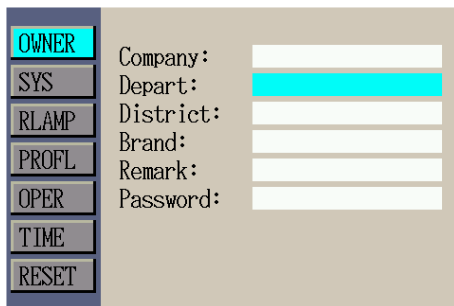 OWNER
SYS
RLAMP
PROFL
OPER
TIME
RESET
Company:
Depart:
District:
Brand:
Remark:
Password: